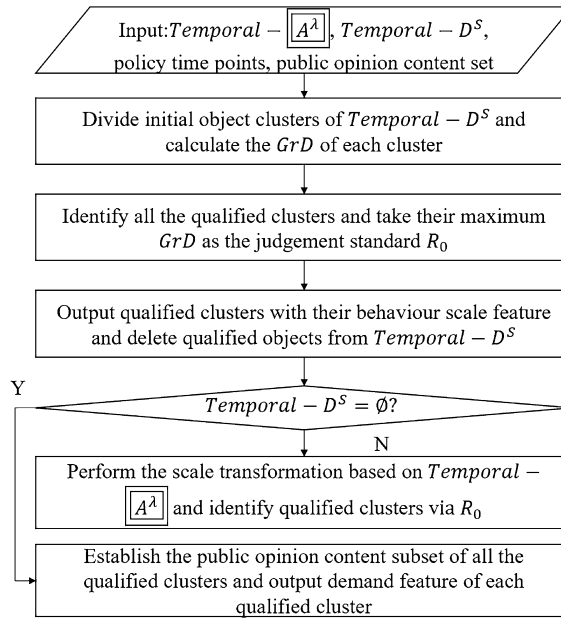 Input:Temporal − A^λ, Temporal − D^S,
policy time points, public opinion content set
Divide initial object clusters of Temporal − D^S and
calculate the GrD of each cluster
Identify all the qualified clusters and take their maximum
GrD as the judgement standard R₀
Output qualified clusters with their behaviour scale feature
and delete qualified objects from Temporal − D^S
Y
Temporal − D^S = ∅?
N
Perform the scale transformation based on Temporal −
A^λ and identify qualified clusters via R₀
Establish the public opinion content subset of all the
qualified clusters and output demand feature of each
qualified cluster